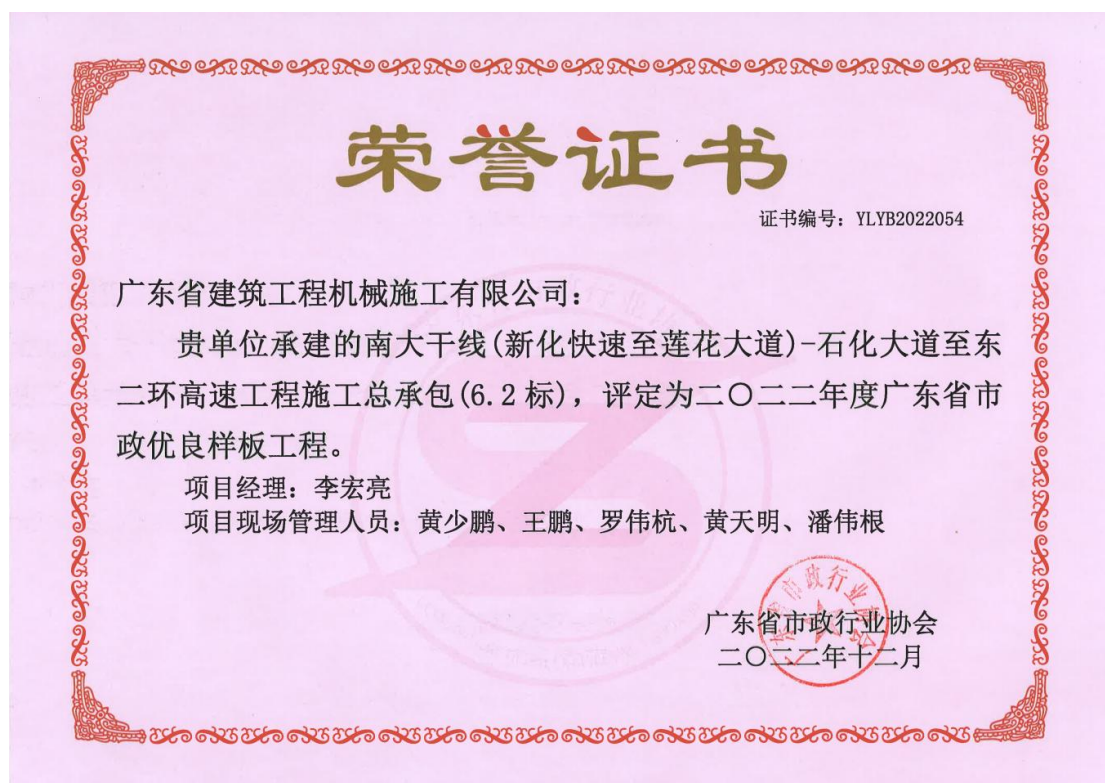 荣誉证书
证书编号：YLYB2022054
广东省建筑工程机械施工有限公司：
贵单位承建的南大干线(新化快速至莲花大道)-石化大道至东
二环高速工程施工总承包(6.2标)，评定为二〇二二年度广东省市
政优良样板工程。
项目经理：李宏亮
项目现场管理人员：黄少鹏、王鹏、罗伟杭、黄天明、潘伟根
广东省市政行业协会
二〇二二年十二月